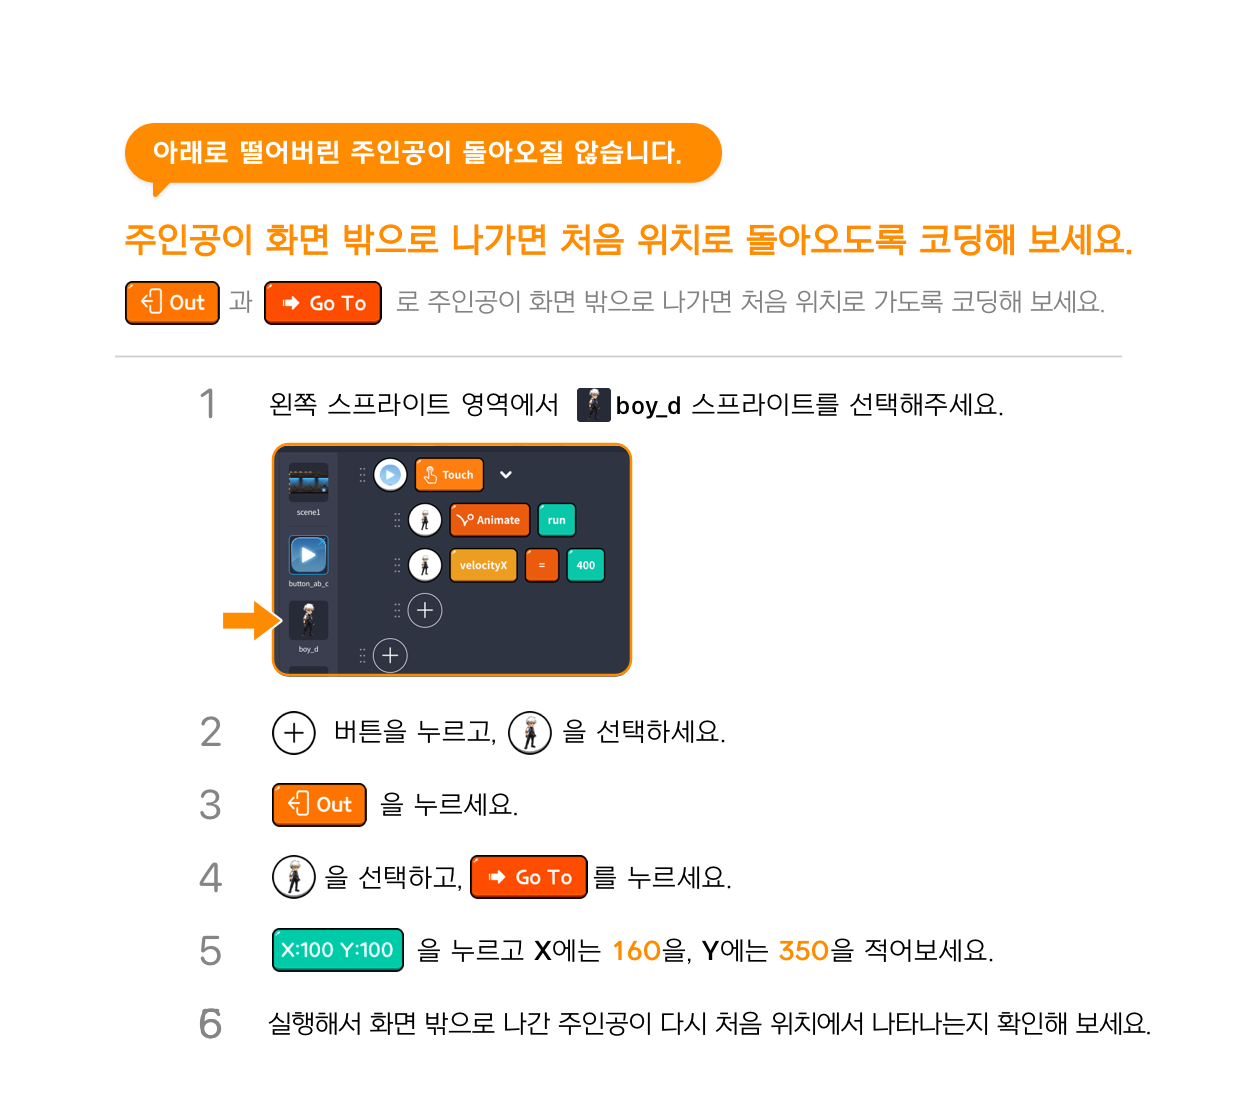 아래로 떨어버린 주인공이 돌아오질 않습니다.
주인공이 화면 밖으로 나가면 처음 위치로 돌아오도록 코딩해 보세요.
Out 과 Go To 로 주인공이 화면 밖으로 나가면 처음 위치로 가도록 코딩해 보세요.
1 왼쪽 스프라이트 영역에서 boy_d 스프라이트를 선택해주세요.
Touch
scene1
Animate run
button_ab_c
velocityX = 400
boy_d
2 버튼을 누르고, 을 선택하세요.
3 Out 을 누르세요.
4 을 선택하고, Go To 를 누르세요.
5 X:100 Y:100 을 누르고 X에는 160을, Y에는 350을 적어보세요.
6 실행해서 화면 밖으로 나간 주인공이 다시 처음 위치에서 나타나는지 확인해 보세요.